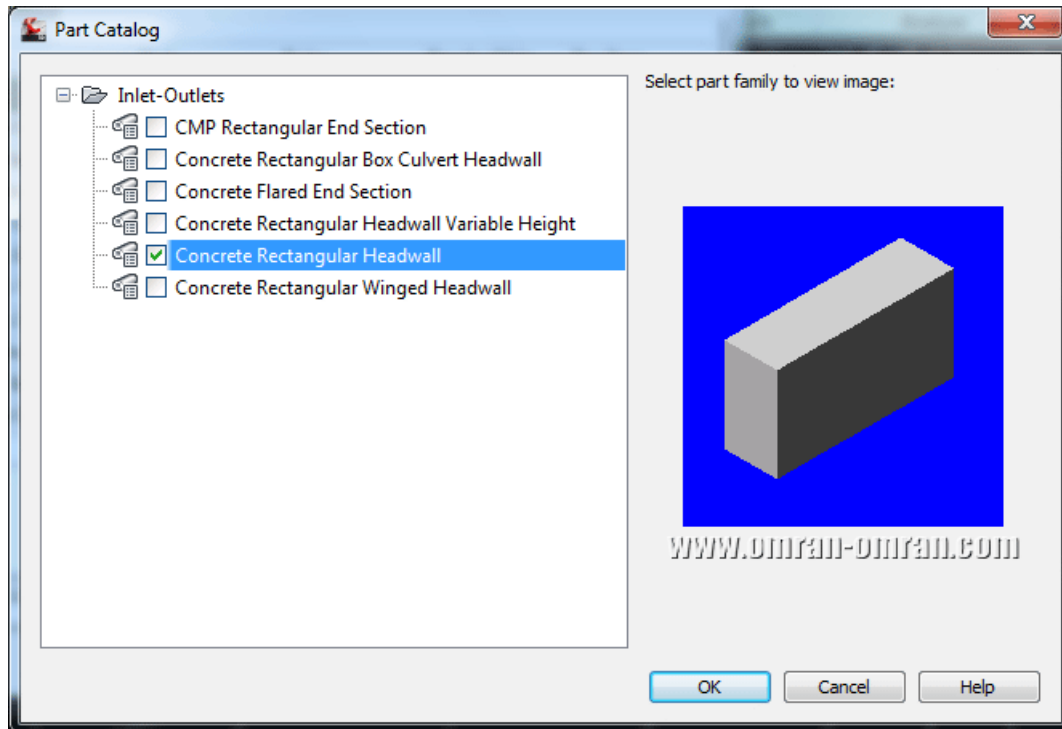 Part Catalog
Select part family to view image:
Inlet-Outlets
CMP Rectangular End Section
Concrete Rectangular Box Culvert Headwall
Concrete Flared End Section
Concrete Rectangular Headwall Variable Height
Concrete Rectangular Headwall
Concrete Rectangular Winged Headwall
www.omran-omran.com
OK
Cancel
Help